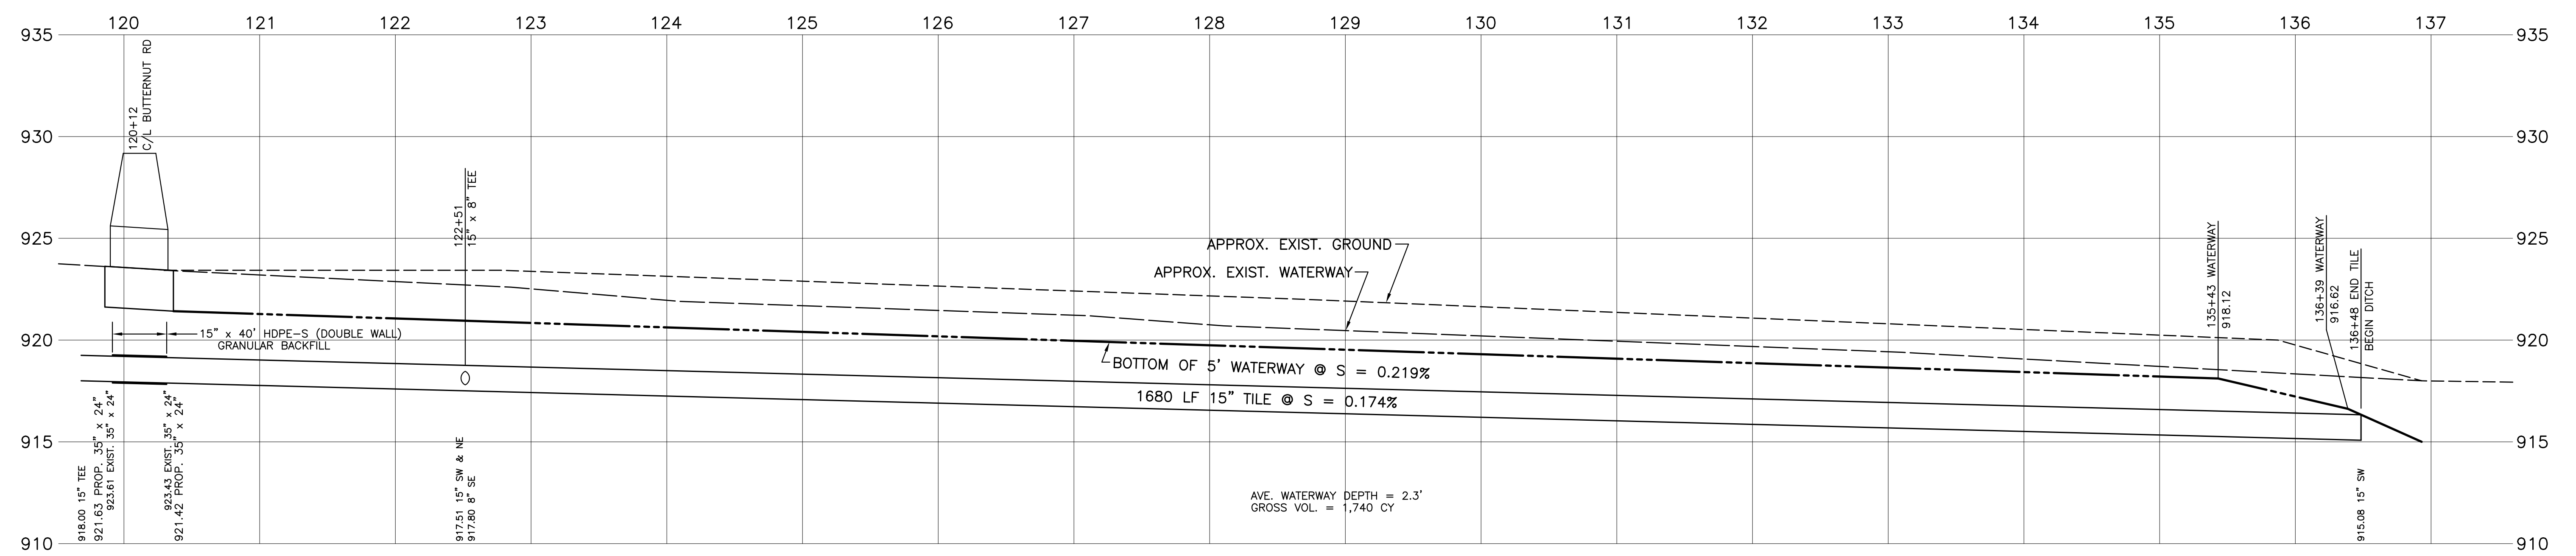 120 121 122 123 124 125 126 127 128 129 130 131 132 133 134 135 136 137
935 935
120+12
C/L BUTTERNUT RD
930 930
122+51
15" x 8" TEE
925 925
APPROX. EXIST. GROUND
APPROX. EXIST. WATERWAY
135+43 WATERWAY
918.12
136+39 WATERWAY
916.62
136+48 END TILE
BEGIN DITCH
15" x 40' HDPE-S (DOUBLE WALL)
GRANULAR BACKFILL
920 920
BOTTOM OF 5' WATERWAY @ S = 0.219%
1680 LF 15" TILE @ S = 0.174%
915 915
918.00 15" TEE
921.63 PROP. 35" x 24"
923.61 EXIST. 35" x 24"
923.43 EXIST. 35" x 24"
921.42 PROP. 35" x 24"
917.51 15" SW & NE
917.80 8" SE
AVE. WATERWAY DEPTH = 2.3'
GROSS VOL. = 1,740 CY
915.08 15" SW
910 910